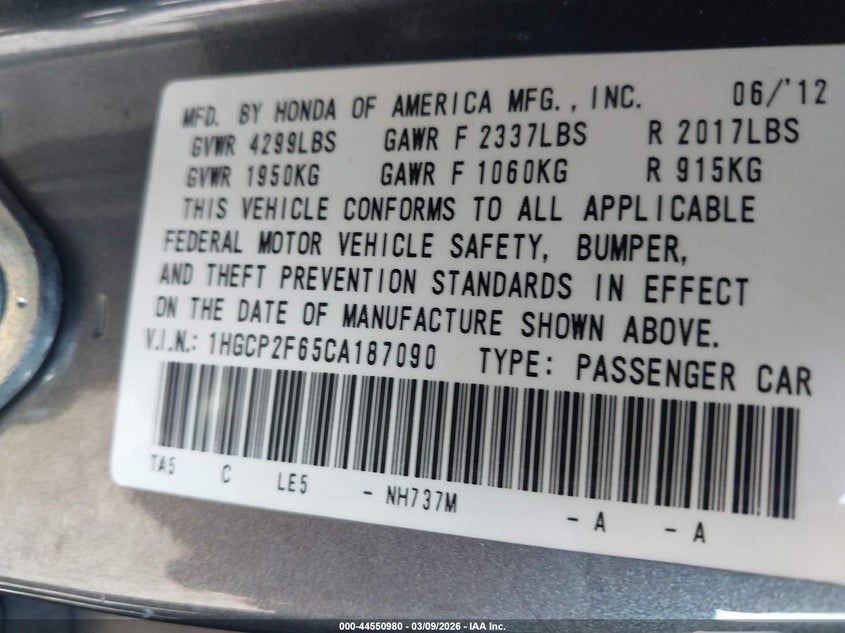 MFD. BY HONDA OF AMERICA MFG., INC. 06/'12
GVWR 4299LBS GAWR F 2337LBS R 2017LBS
GVWR 1950KG GAWR F 1060KG R 915KG
THIS VEHICLE CONFORMS TO ALL APPLICABLE
FEDERAL MOTOR VEHICLE SAFETY, BUMPER,
AND THEFT PREVENTION STANDARDS IN EFFECT
ON THE DATE OF MANUFACTURE SHOWN ABOVE.
V.I.N.: 1HGCP2F65CA187090 TYPE: PASSENGER CAR
TA5 C LE5 - NH737M - A - A
000-44550980 - 03/09/2026 - IAA Inc.